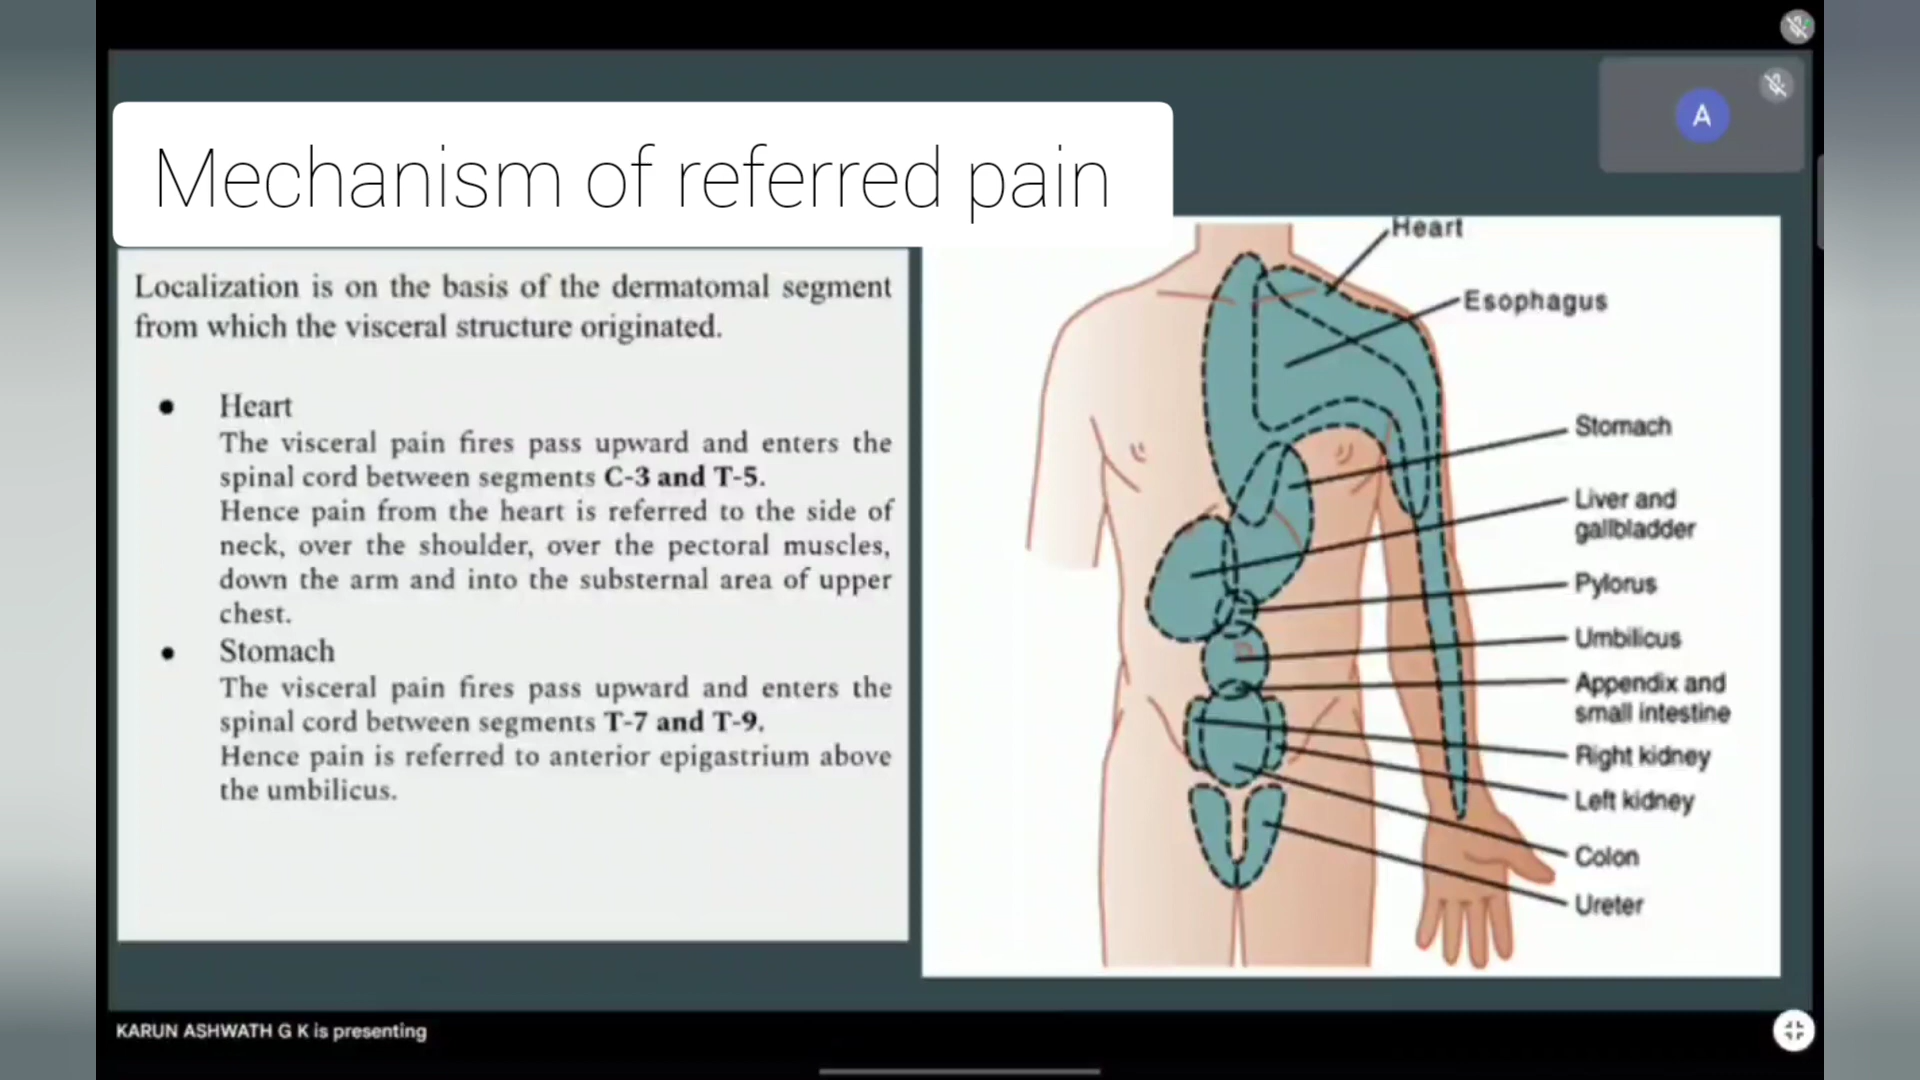 A
Mechanism of referred pain
Localization is on the basis of the dermatomal segment
from which the visceral structure originated.
● Heart
The visceral pain fires pass upward and enters the
spinal cord between segments C-3 and T-5.
Hence pain from the heart is referred to the side of
neck, over the shoulder, over the pectoral muscles,
down the arm and into the substernal area of upper
chest.
● Stomach
The visceral pain fires pass upward and enters the
spinal cord between segments T-7 and T-9.
Hence pain is referred to anterior epigastrium above
the umbilicus.
Heart
Esophagus
Stomach
Liver and
gallbladder
Pylorus
Umbilicus
Appendix and
small intestine
Right kidney
Left kidney
Colon
Ureter
KARUN ASHWATH G K is presenting